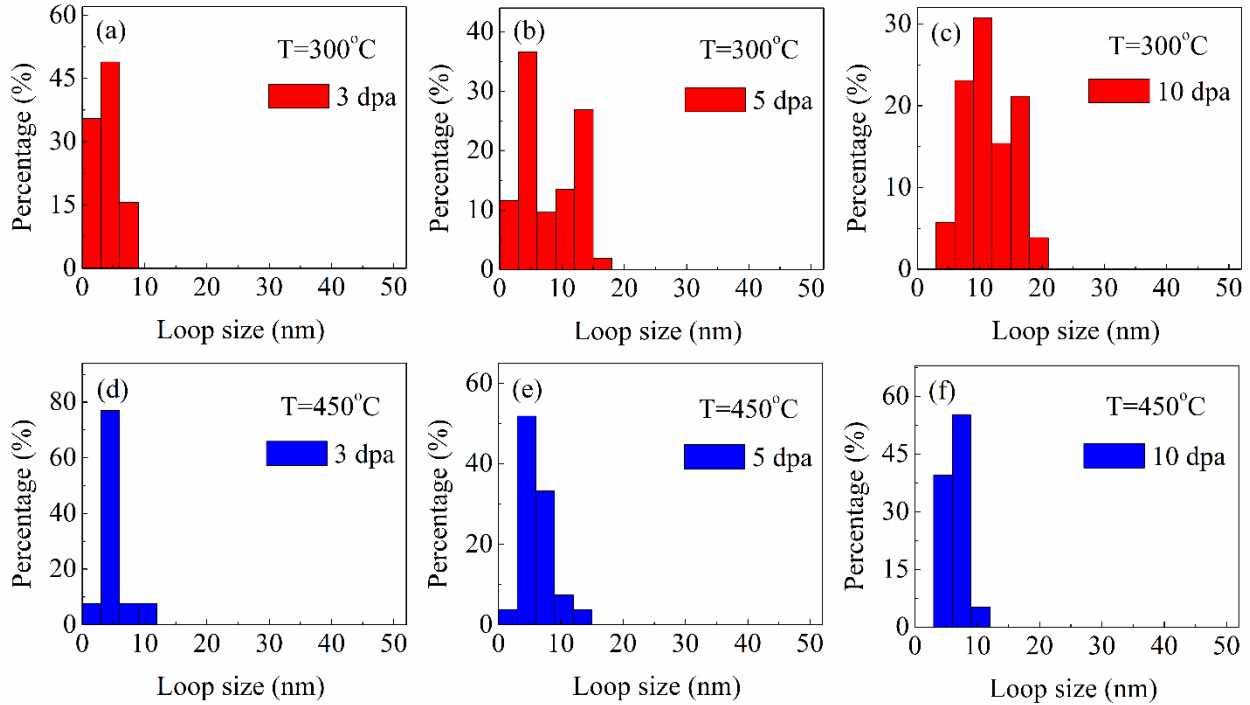 (a)
T=300°C
3 dpa
Percentage (%)
60
45
30
15
0
0 10 20 30 40 50
Loop size (nm)
(b)
T=300°C
5 dpa
Percentage (%)
40
30
20
10
0
0 10 20 30 40 50
Loop size (nm)
(c)
T=300°C
10 dpa
Percentage (%)
30
20
10
0
0 10 20 30 40 50
Loop size (nm)
(d)
T=450°C
3 dpa
Percentage (%)
80
60
40
20
0
0 10 20 30 40 50
Loop size (nm)
(e)
T=450°C
5 dpa
Percentage (%)
60
40
20
0
0 10 20 30 40 50
Loop size (nm)
(f)
T=450°C
10 dpa
Percentage (%)
60
45
30
15
0
0 10 20 30 40 50
Loop size (nm)